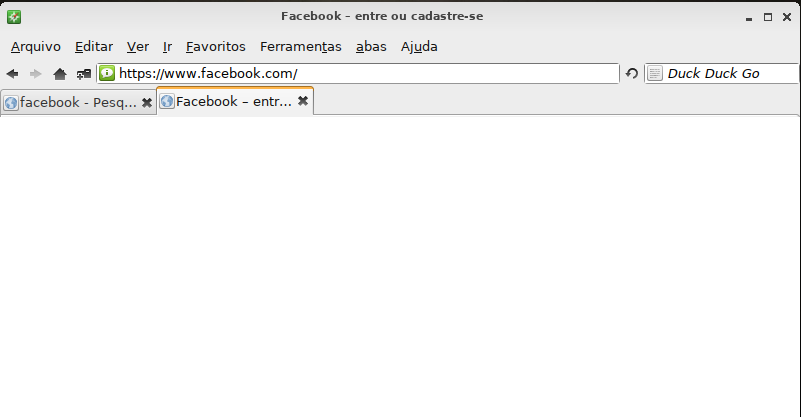 Facebook – entre ou cadastre-se
Arquivo Editar Ver Ir Favoritos Ferramentas abas Ajuda
https://www.facebook.com/ Duck Duck Go
facebook - Pesq... Facebook – entr...